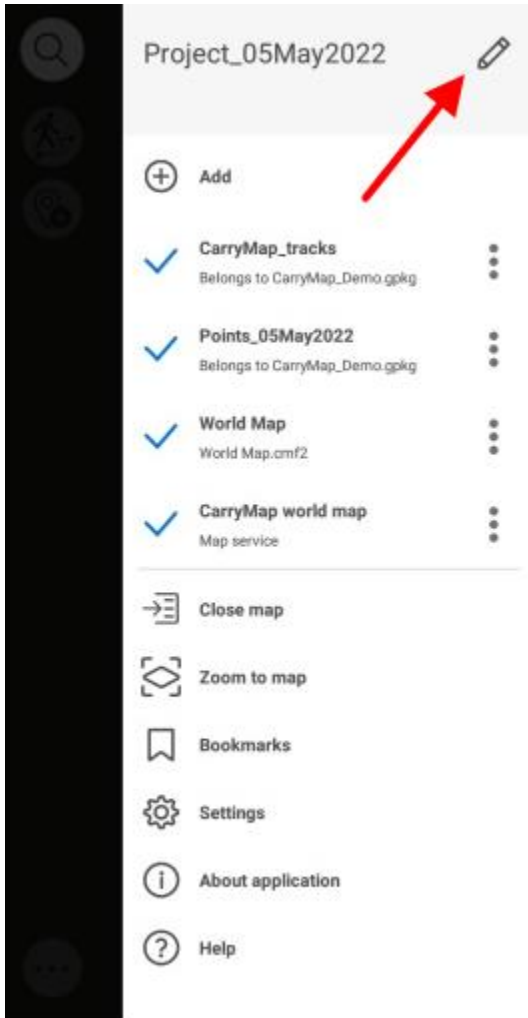 Project_05May2022
Add
CarryMap_tracks
Belongs to CarryMap_Demo.gpkg
Points_05May2022
Belongs to CarryMap_Demo.gpkg
World Map
World Map.cmf2
CarryMap world map
Map service
Close map
Zoom to map
Bookmarks
Settings
About application
Help